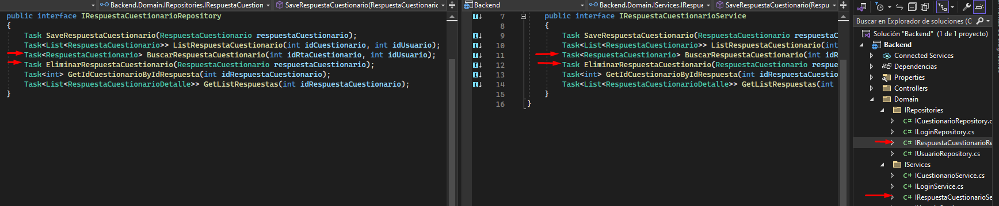 Backend.Domain.IRepositories.IRespuestaCuestion
SaveRespuestaCuestionario(RespuestaCuestionaric
public interface IRespuestaCuestionarioRepository
{
Task SaveRespuestaCuestionario(RespuestaCuestionario respuestaCuestionario);
Task<List<RespuestaCuestionario>> ListRespuestaCuestionario(int idCuestionario, int idUsuario);
Task<RespuestaCuestionario> BuscarRespuestaCuestionario(int idRtaCuestionario, int idUsuario);
Task EliminarRespuestaCuestionario(RespuestaCuestionario respuestaCuestionario);
Task<int> GetIdCuestionarioByIdRespuesta(int idRespuestaCuestionario);
Task<List<RespuestaCuestionarioDetalle>> GetListRespuestas(int idRespuestaCuestionario);
}
Backend
Backend.Domain.IServices.IRespue
SaveRespuestaCuestionario(Respu
7 public interface IRespuestaCuestionarioService
8 {
9 Task SaveRespuestaCuestionario(RespuestaCuestionario respuestaC
10 Task<List<RespuestaCuestionario>> ListRespuestaCuestionario(int
11 Task<RespuestaCuestionario> BuscarRespuestaCuestionario(int idR
12 Task EliminarRespuestaCuestionario(RespuestaCuestionario respue
13 Task<int> GetIdCuestionarioByIdRespuesta(int idRespuestaCuestio
14 Task<List<RespuestaCuestionarioDetalle>> GetListRespuestas(int
15 }
16 }
Buscar en Explorador de soluciones (C
Solución "Backend" (1 de 1 proyecto)
Backend
Connected Services
Dependencias
Properties
Controllers
Domain
IRepositories
C# ICuestionarioRepository.c
C# ILoginRepository.cs
C# IRespuestaCuestionarioRe
C# IUsuarioRepository.cs
IServices
C# ICuestionarioService.cs
C# ILoginService.cs
C# IRespuestaCuestionarioSe